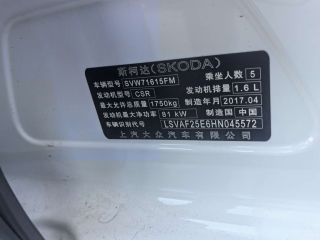 斯柯达(SKODA)
车辆型号 SVW71615FM 乘坐人数 5
发动机型号 CSR 发动机排量 1.6 L
最大允许总质量 1750kg 制造年月 2017.04
发动机最大净功率 81 kW 制造国 中国
车辆识别代号 LSVAF25E6HN045572
上汽大众汽车有限公司